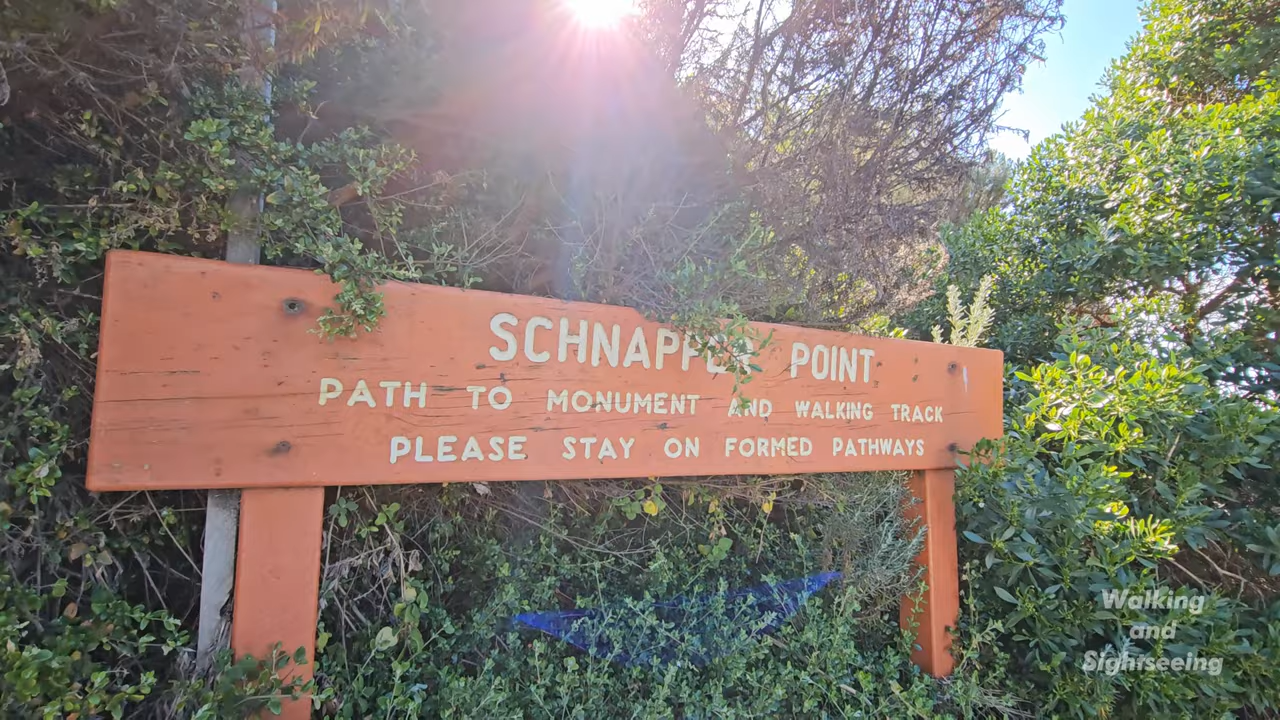 SCHNAPPER POINT
PATH TO MONUMENT AND WALKING TRACK
PLEASE STAY ON FORMED PATHWAYS
Walking
and
Sightseeing